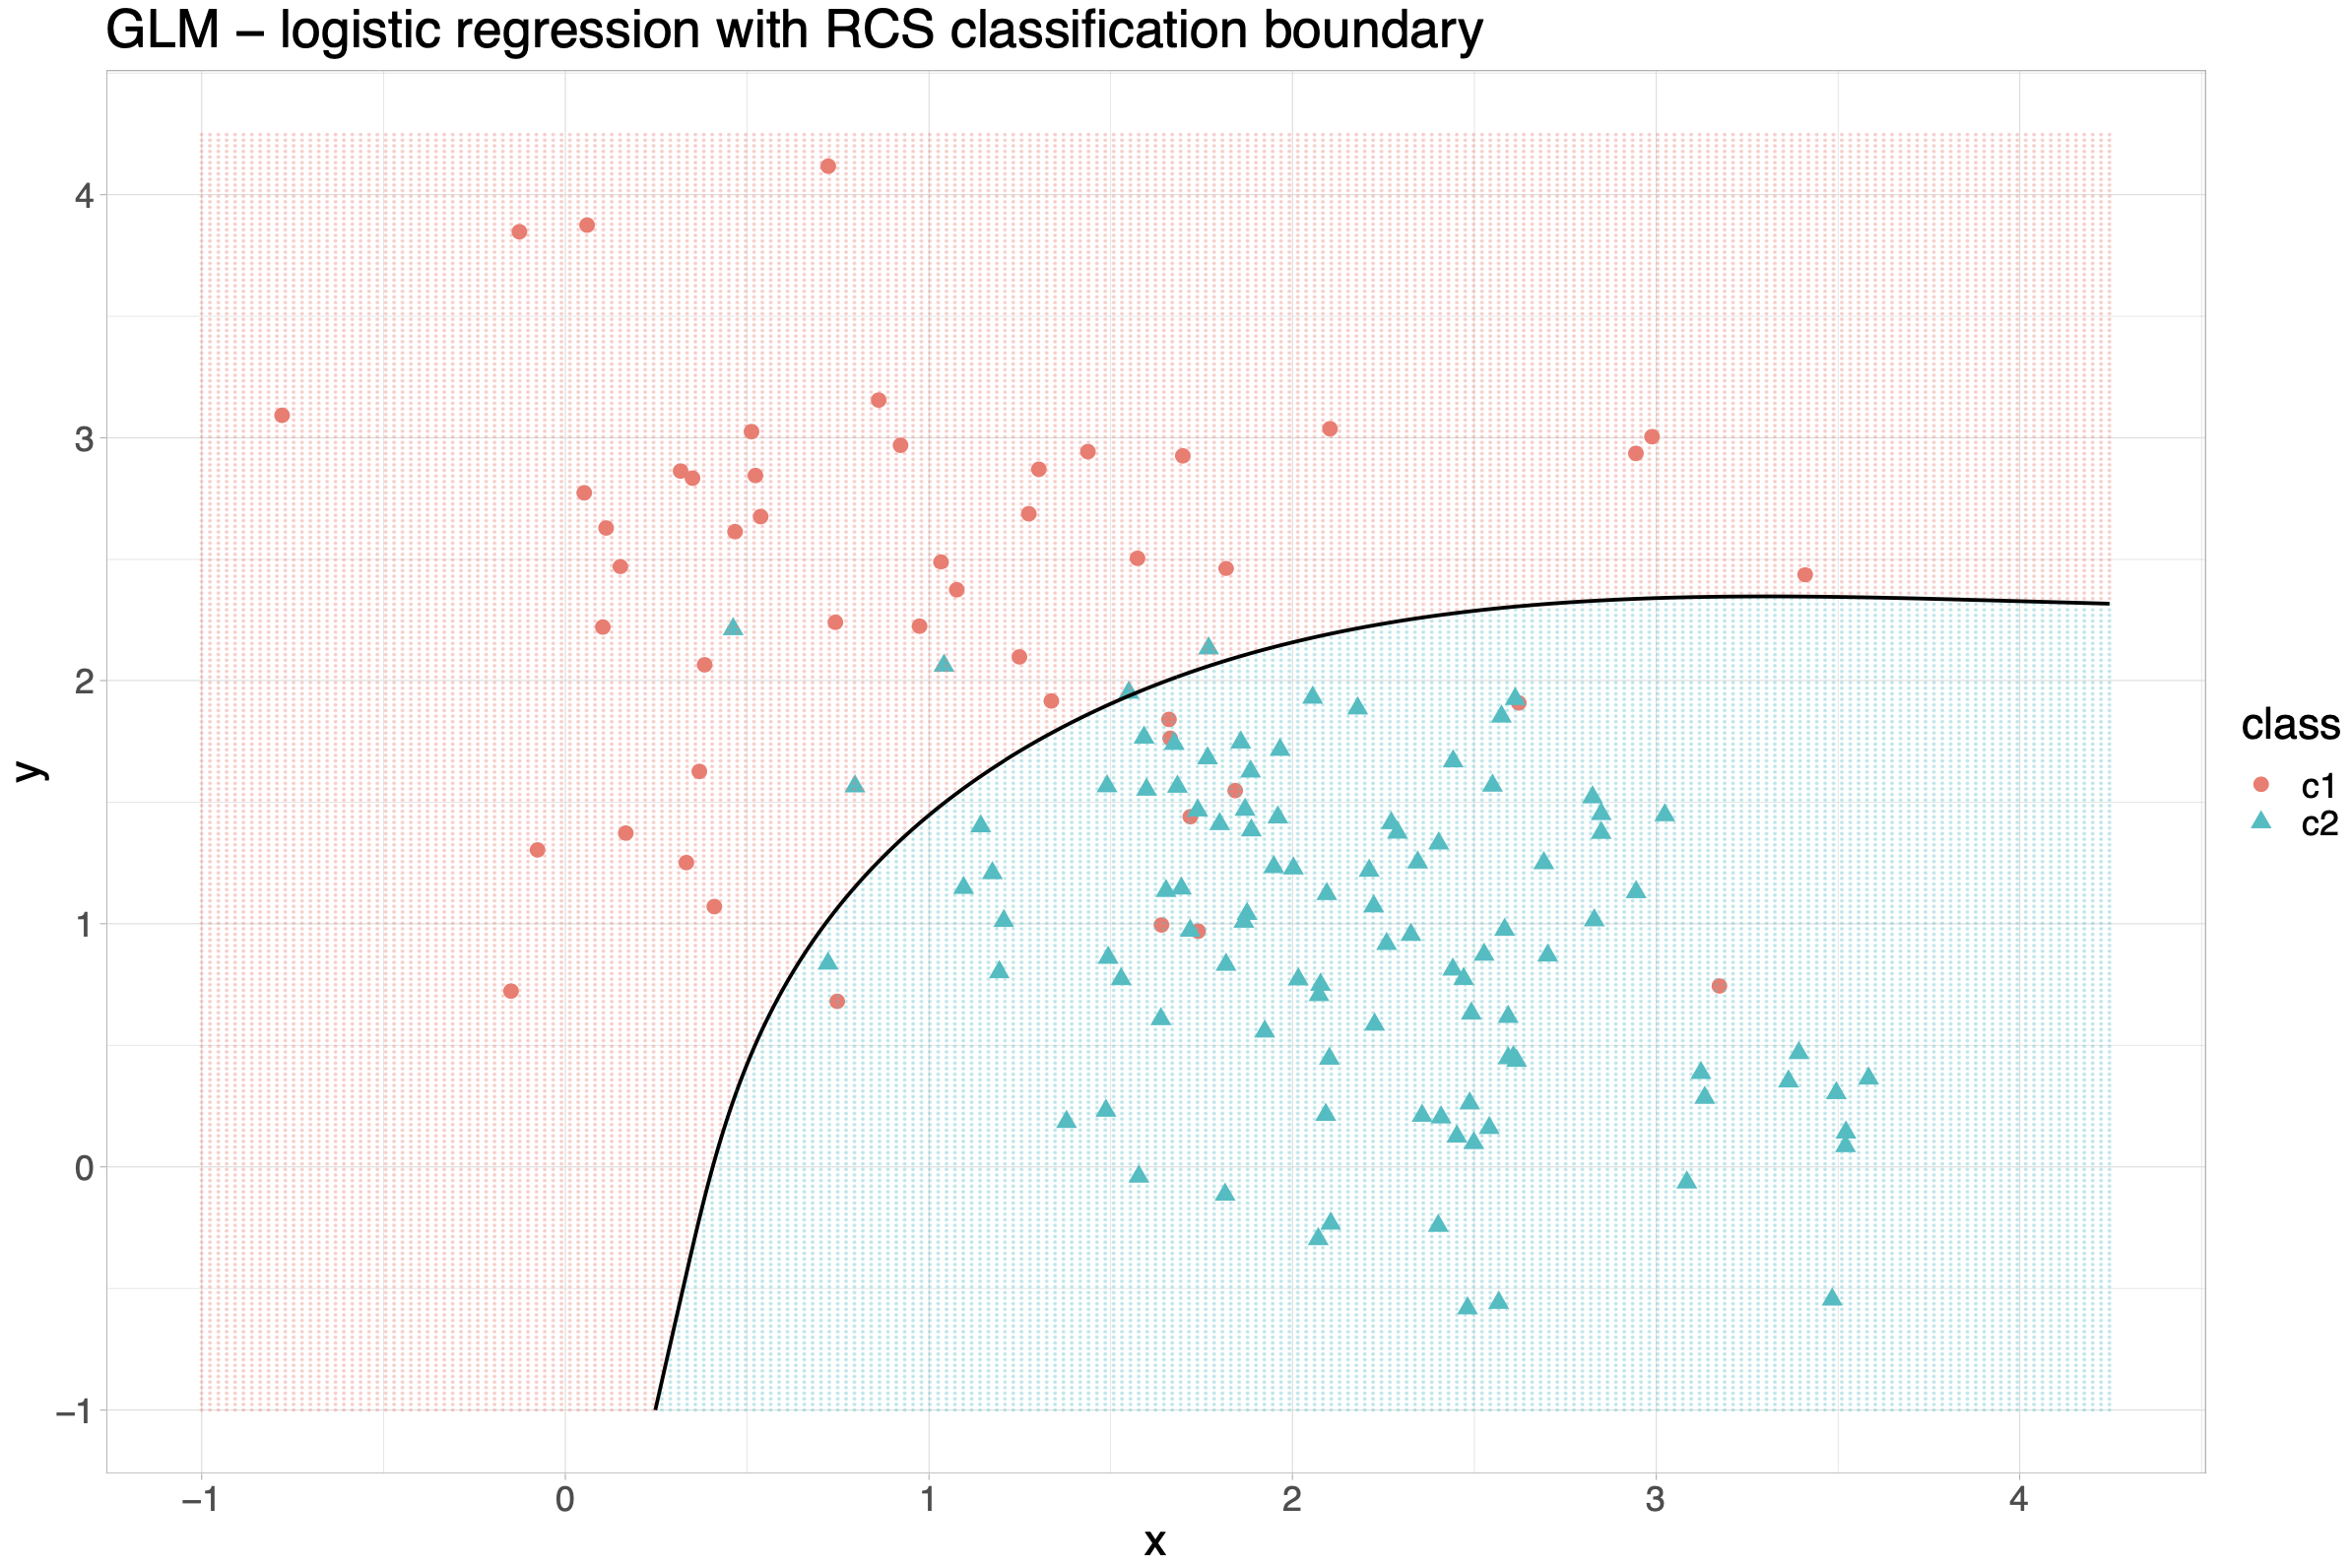 GLM – logistic regression with RCS classification boundary
4
3
2
1
0
−1
y
−1 0 1 2 3 4
x
class
c1
c2